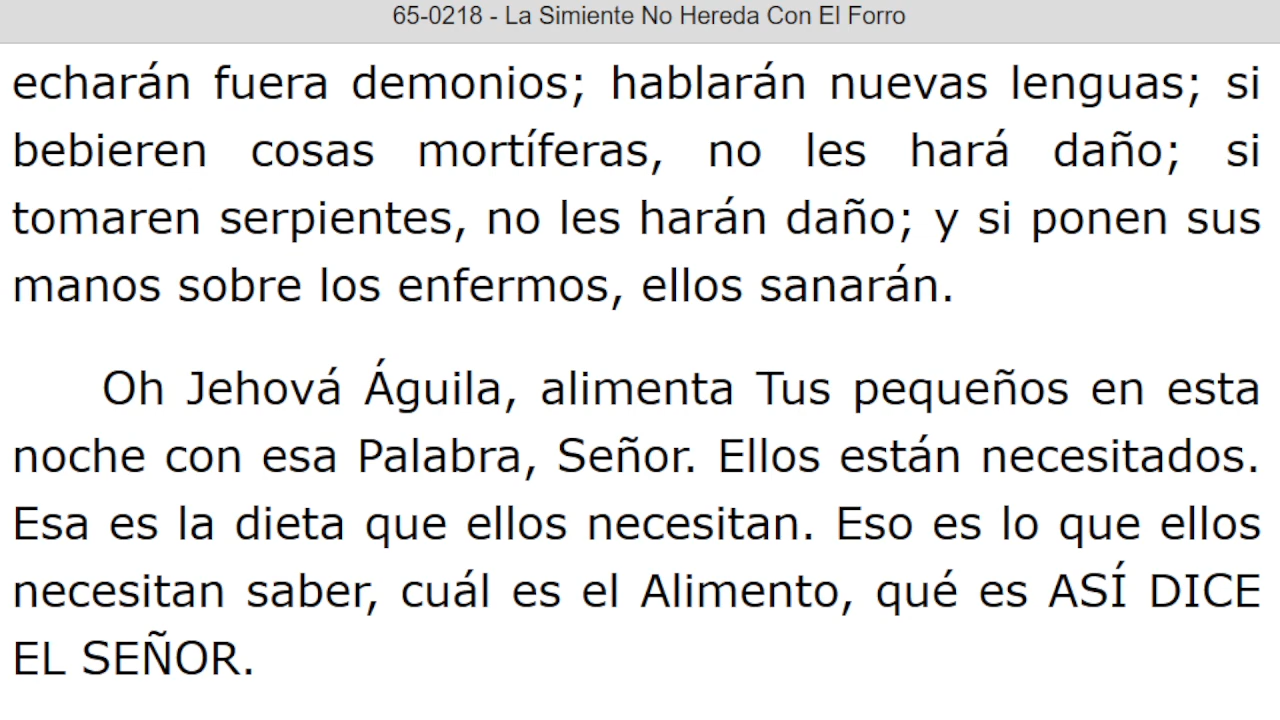 65-0218 - La Simiente No Hereda Con El Forro
echarán fuera demonios; hablarán nuevas lenguas; si
bebieren cosas mortíferas, no les hará daño; si
tomaren serpientes, no les harán daño; y si ponen sus
manos sobre los enfermos, ellos sanarán.
Oh Jehová Águila, alimenta Tus pequeños en esta
noche con esa Palabra, Señor. Ellos están necesitados.
Esa es la dieta que ellos necesitan. Eso es lo que ellos
necesitan saber, cuál es el Alimento, qué es ASÍ DICE
EL SEÑOR.